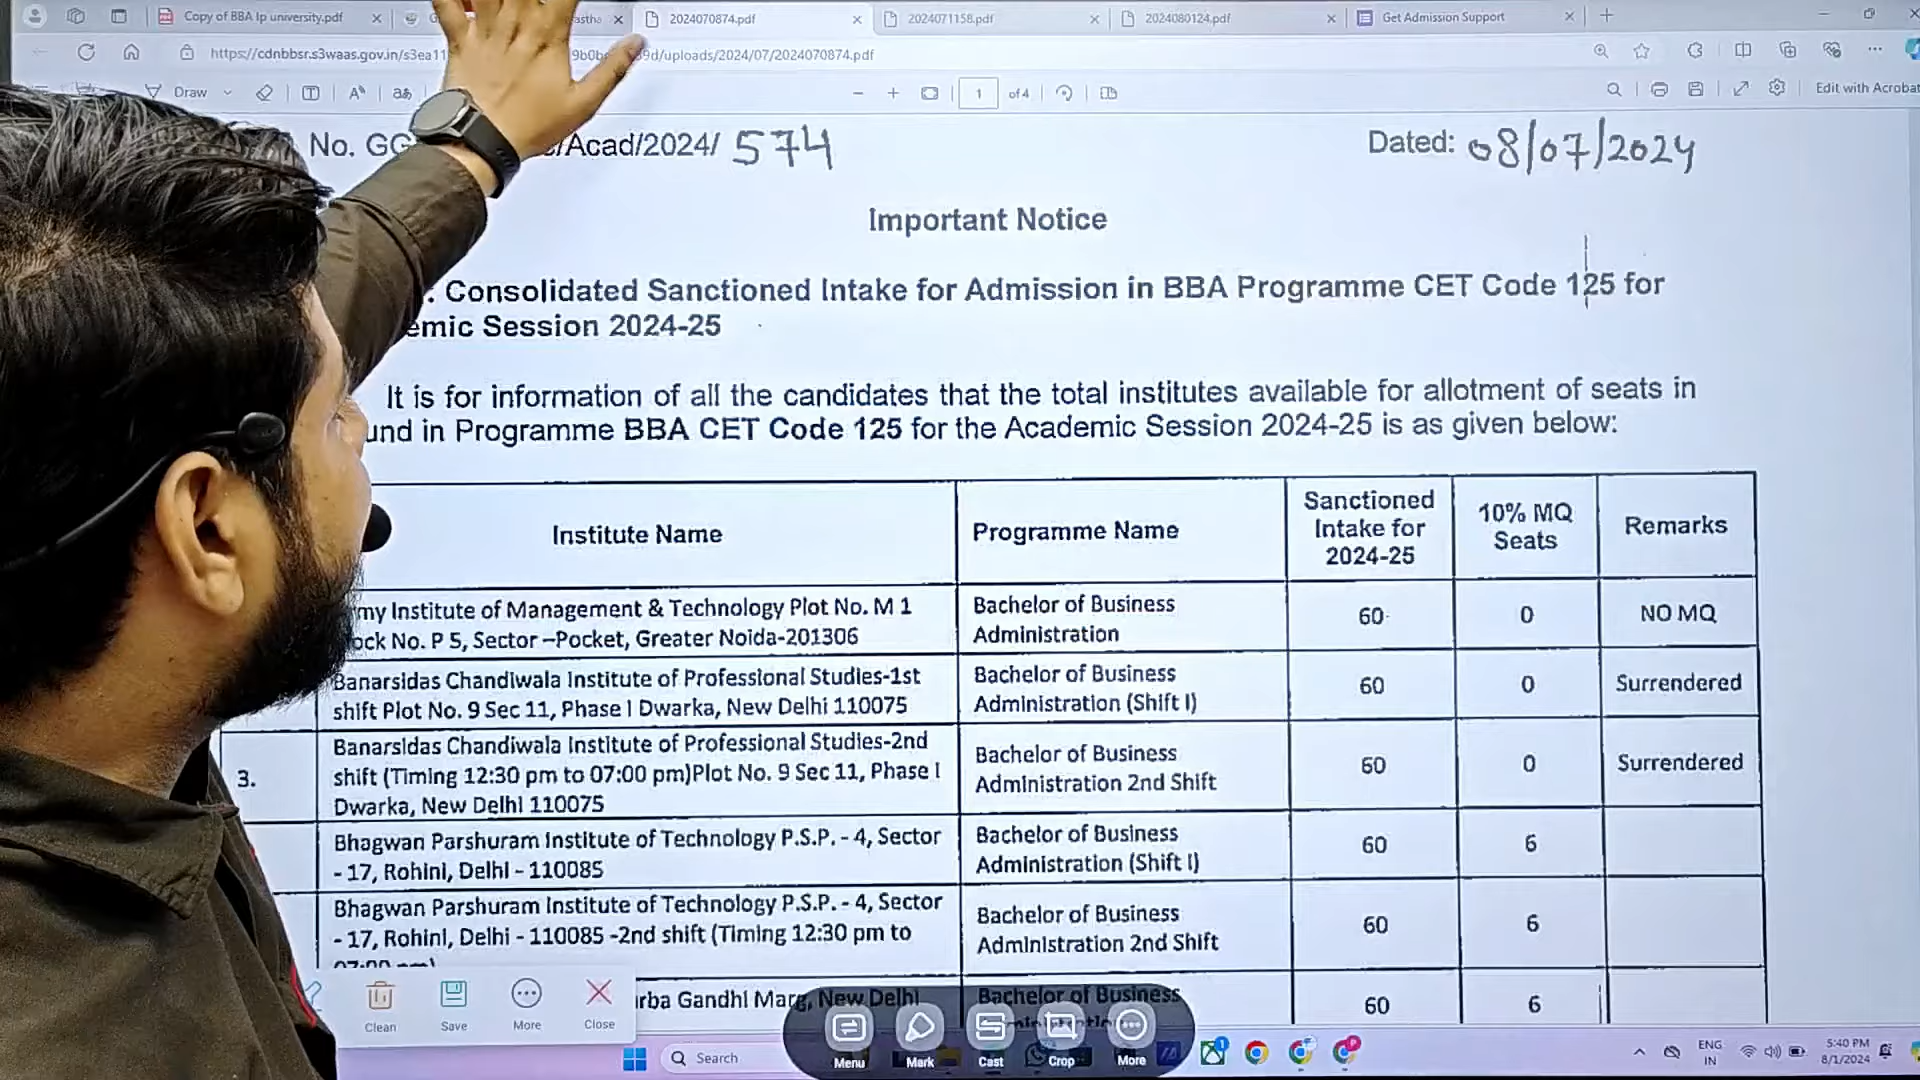 Copy of BBA Ip university.pdf
2024070874.pdf
2024071158.pdf
2024080124.pdf
Get Admission Support
https://cdnbbsr.s3waas.gov.in/s3ea11
9d/uploads/2024/07/2024070874.pdf
Draw
1 of 4
Edit with Acrobat
No. GG /Acad/2024/ 574
Dated: 08/07/2024
Important Notice
: Consolidated Sanctioned Intake for Admission in BBA Programme CET Code 125 for
emic Session 2024-25
It is for information of all the candidates that the total institutes available for allotment of seats in
und in Programme BBA CET Code 125 for the Academic Session 2024-25 is as given below:
Institute Name
Programme Name
Sanctioned
Intake for
2024-25
10% MQ
Seats
Remarks
my Institute of Management & Technology Plot No. M 1
ock No. P 5, Sector –Pocket, Greater Noida-201306
Bachelor of Business
Administration
60
0
NO MQ
Banarsidas Chandiwala Institute of Professional Studies-1st
shift Plot No. 9 Sec 11, Phase I Dwarka, New Delhi 110075
Bachelor of Business
Administration (Shift I)
60
0
Surrendered
3.
Banarsidas Chandiwala Institute of Professional Studies-2nd
shift (Timing 12:30 pm to 07:00 pm)Plot No. 9 Sec 11, Phase I
Dwarka, New Delhi 110075
Bachelor of Business
Administration 2nd Shift
60
0
Surrendered
Bhagwan Parshuram Institute of Technology P.S.P. - 4, Sector
- 17, Rohini, Delhi - 110085
Bachelor of Business
Administration (Shift I)
60
6
Bhagwan Parshuram Institute of Technology P.S.P. - 4, Sector
- 17, Rohini, Delhi - 110085 -2nd shift (Timing 12:30 pm to
07:00 pm)
Bachelor of Business
Administration 2nd Shift
60
6
rba Gandhi Marg, New Delhi
Bachelor of Business
60
6
Clean
Save
More
Close
Menu
Mark
Cast
Crop
More
Search
ENG
IN
5:40 PM
8/1/2024